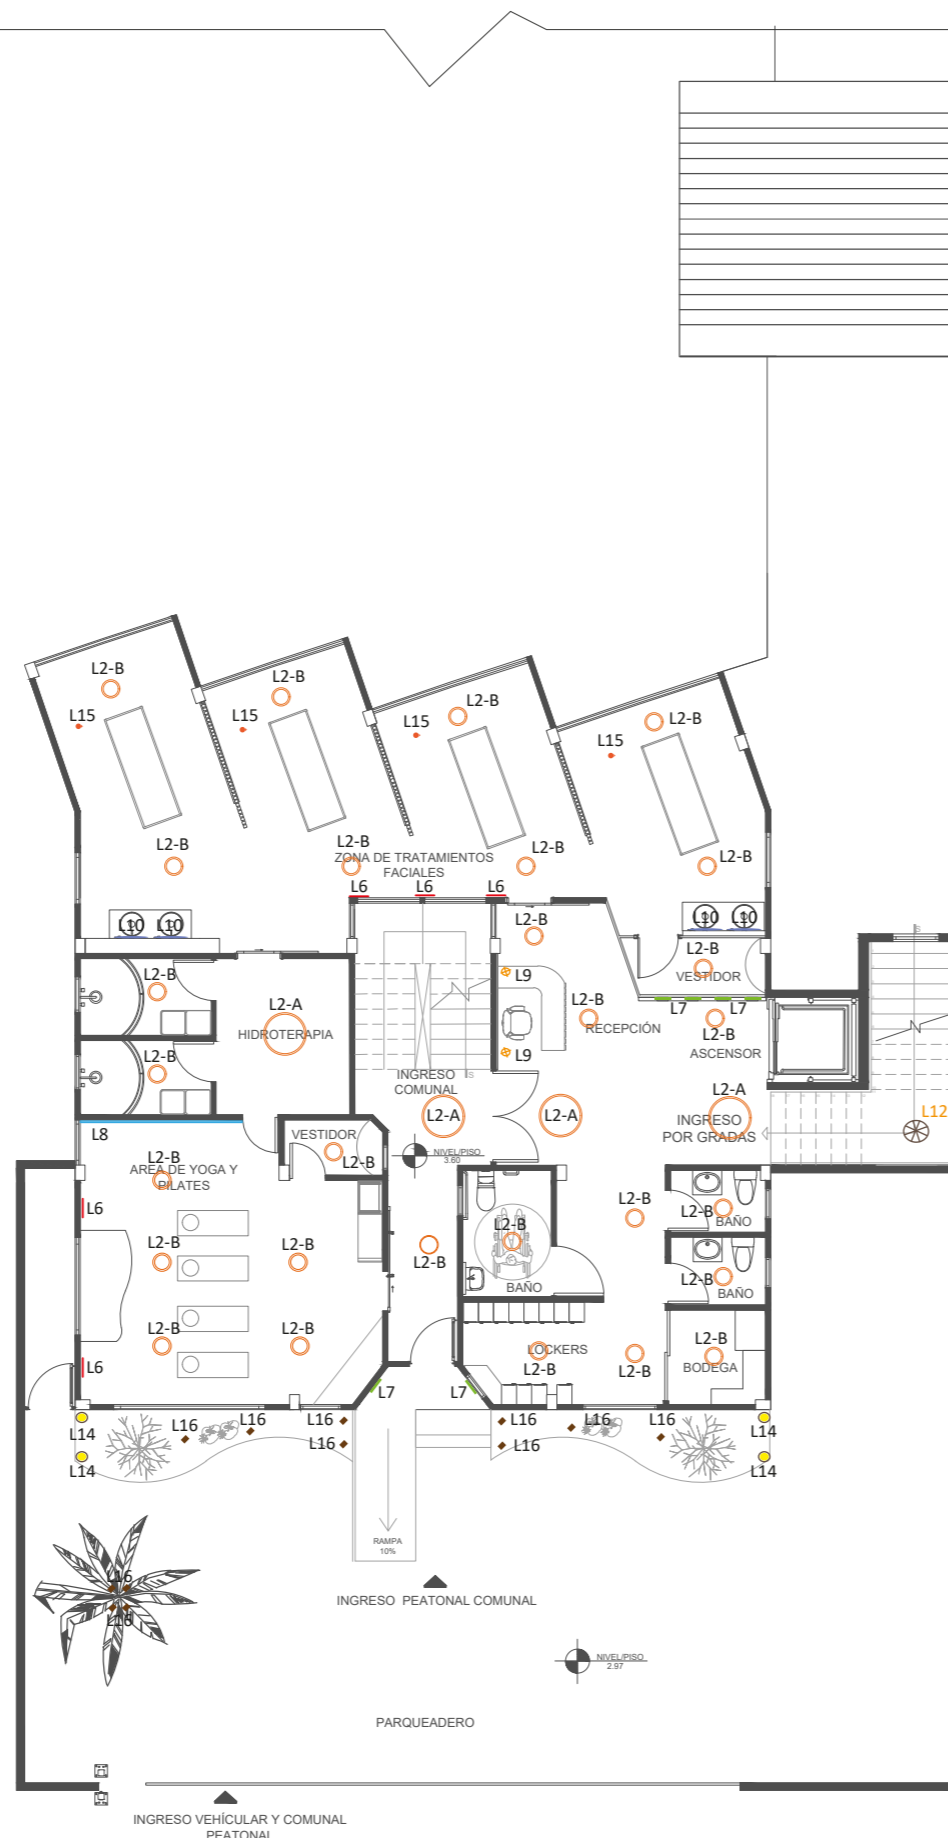 L2-B
L2-B
L2-B
L2-B
L15
L15
L15
L15
L2-B
L2-B
L2-B
L2-B
ZONA DE TRATAMIENTOS
FACIALES
L6
L6
L6
L10
L10
L10
L10
L2-B
L2-B
VESTIDOR
L2-B
L9
L2-A
HIDROTERAPIA
L2-B
RECEPCIÓN
L7
L7
L2-B
ASCENSOR
S
L9
L2-B
INGRESO
COMUNAL
S
L2-A
L2-A
L2-A
INGRESO
POR GRADAS
L12
L8
VESTIDOR
L2-B
NIVEL/PISO
3.60
L2-B
AREA DE YOGA Y
PILATES
L6
L2-B
L2-B
L2-B
BAÑO
L2-B
L2-B
L2-B
L2-B
BAÑO
L2-B
BAÑO
L2-B
L2-B
LOCKERS
L2-B
L2-B
L2-B
BODEGA
L6
L7
L7
L14
L16
L16
L16
L16
L16
L16
L16
L16
L14
L14
L14
RAMPA
10%
L16
L16
INGRESO PEATONAL COMUNAL
NIVEL/PISO
2.97
PARQUEADERO
INGRESO VEHÍCULAR Y COMUNAL
PEATONAL